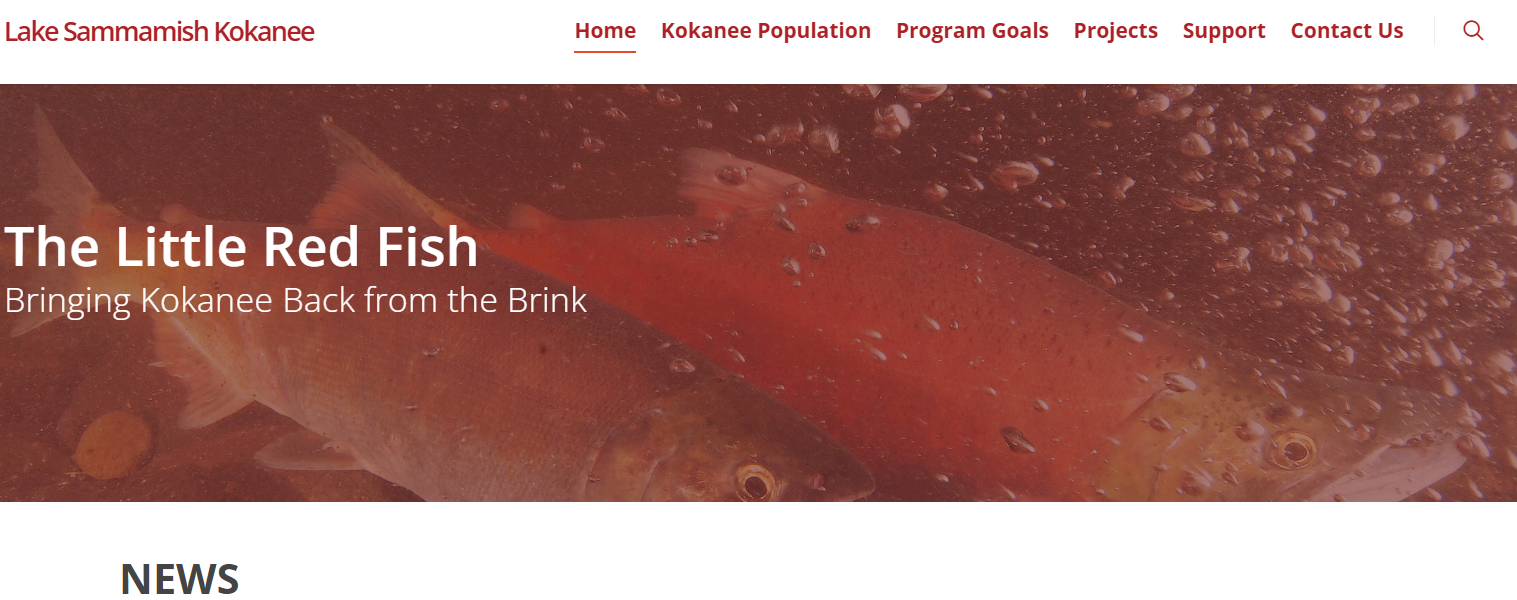 Lake Sammamish Kokanee
Home Kokanee Population Program Goals Projects Support Contact Us
The Little Red Fish
Bringing Kokanee Back from the Brink
NEWS